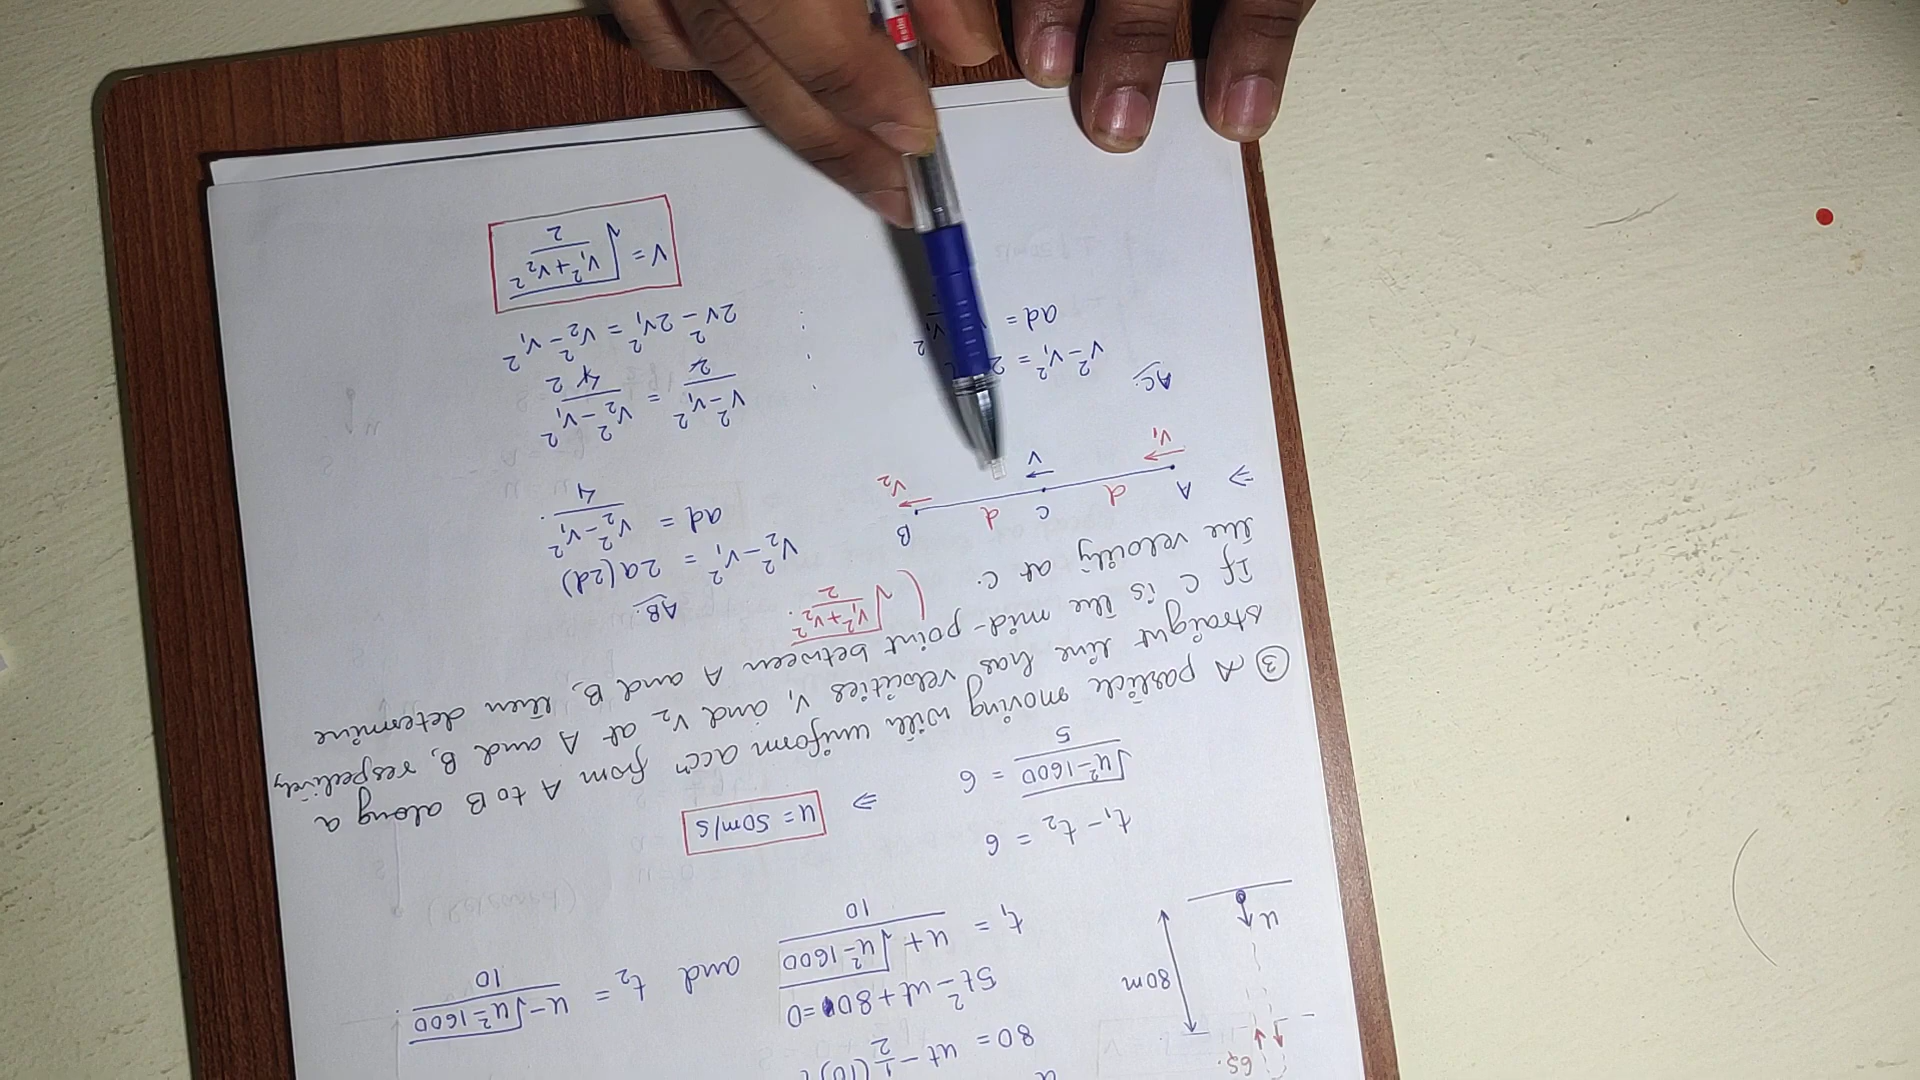 u
80 = ut - 1/2 (10)
5t² - ut + 80 = 0
t₁ = u + √(u² - 1600) / 10 and t₂ = u - √(u² - 1600) / 10 .
6s.
80m
u
t₁ - t₂ = 6
√(u² - 1600) / 5 = 6 ⇒ u = 50m/s
③ A particle moving with uniform accⁿ from A to B along a
straight line has velocities v₁ and v₂ at A and B, respectively
If C is the mid-point between A and B, then determine
the velocity at C. ( √(v₁² + v₂² / 2) .
⇒ A C B
d d
v₁ v v₂
AB:
v₂² - v₁² = 2a(2d)
ad = v₂² - v₁² / 4 .
AC:
v² - v₁² = 2
ad =
v² - v₁² / 2 = v₂² - v₁² / 4 2
2v² - 2v₁² = v₂² - v₁²
v = √(v₁² + v₂² / 2)